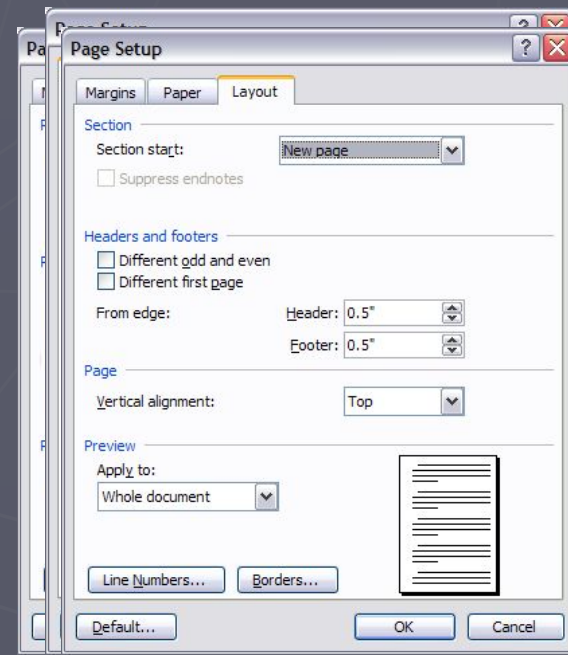 Page Setup
Pa
Page Setup
Margins Paper Layout
Section
Section start: New page
Suppress endnotes
Headers and footers
Different odd and even
Different first page
From edge: Header: 0.5"
Footer: 0.5"
Page
Vertical alignment: Top
Preview
Apply to:
Whole document
Line Numbers... Borders...
Default... OK Cancel